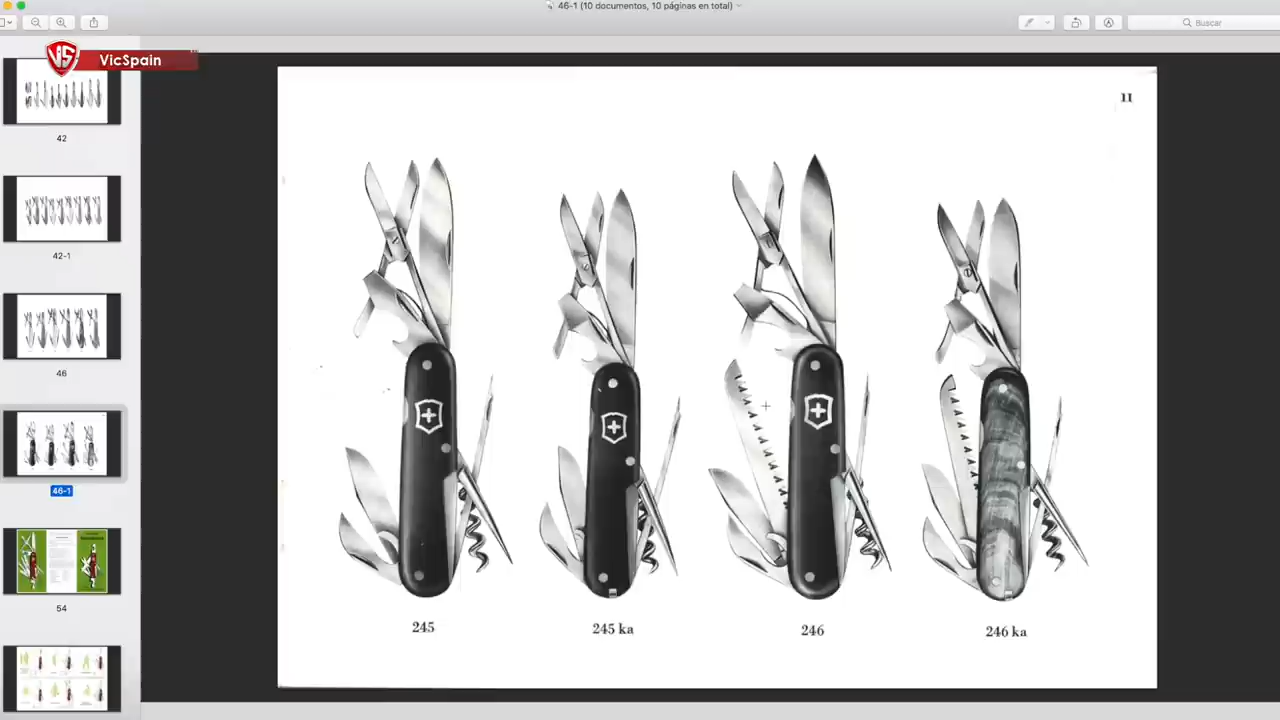 46-1 (10 documentos, 10 páginas en total)
Buscar
VS
VicSpain
42
42-1
46
46-1
54
11
245
245 ka
246
246 ka